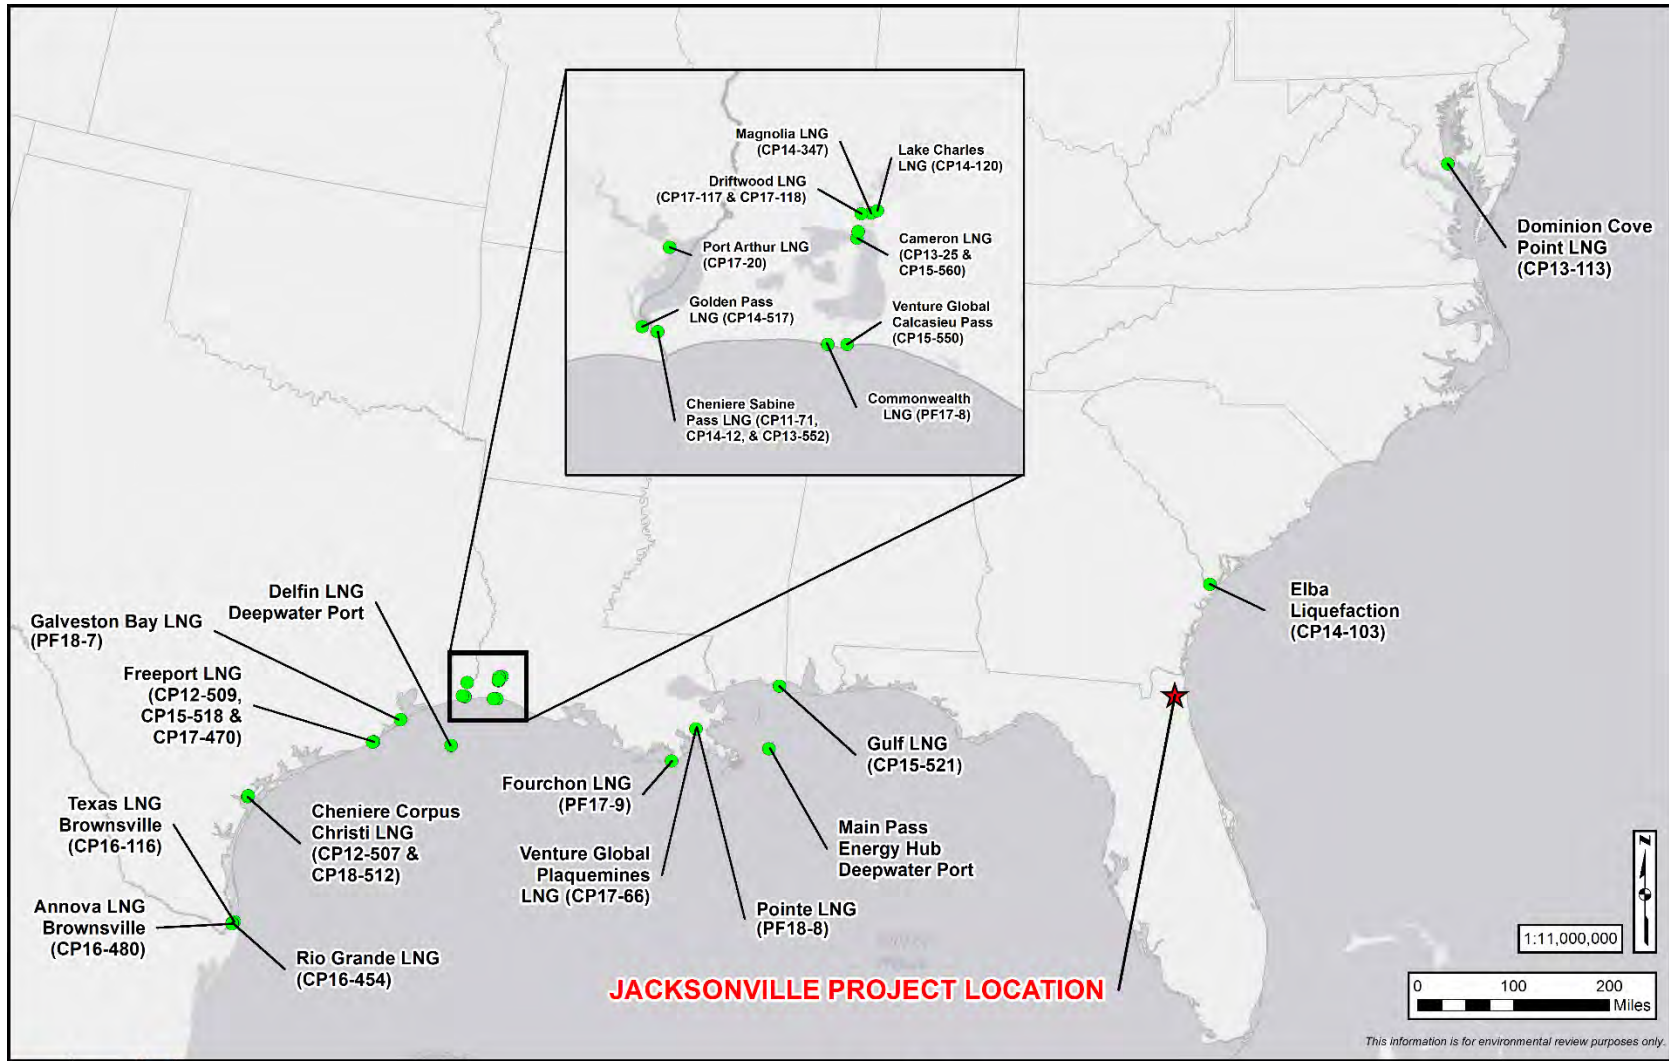 Magnolia LNG
(CP14-347)
Lake Charles
LNG (CP14-120)
Driftwood LNG
(CP17-117 & CP17-118)
Port Arthur LNG
(CP17-20)
Cameron LNG
(CP13-25 &
CP15-560)
Golden Pass
LNG (CP14-517)
Venture Global
Calcasieu Pass
(CP15-550)
Cheniere Sabine
Pass LNG (CP11-71,
CP14-12, & CP13-552)
Commonwealth
LNG (PF17-8)
Dominion Cove
Point LNG
(CP13-113)
Delfin LNG
Deepwater Port
Galveston Bay LNG
(PF18-7)
Freeport LNG
(CP12-509,
CP15-518 &
CP17-470)
Elba
Liquefaction
(CP14-103)
Texas LNG
Brownsville
(CP16-116)
Cheniere Corpus
Christi LNG
(CP12-507 &
CP18-512)
Fourchon LNG
(PF17-9)
Gulf LNG
(CP15-521)
Venture Global
Plaquemines
LNG (CP17-66)
Main Pass
Energy Hub
Deepwater Port
Pointe LNG
(PF18-8)
Annova LNG
Brownsville
(CP16-480)
Rio Grande LNG
(CP16-454)
JACKSONVILLE PROJECT LOCATION
N
1:11,000,000
0 100 200
Miles
This information is for environmental review purposes only.